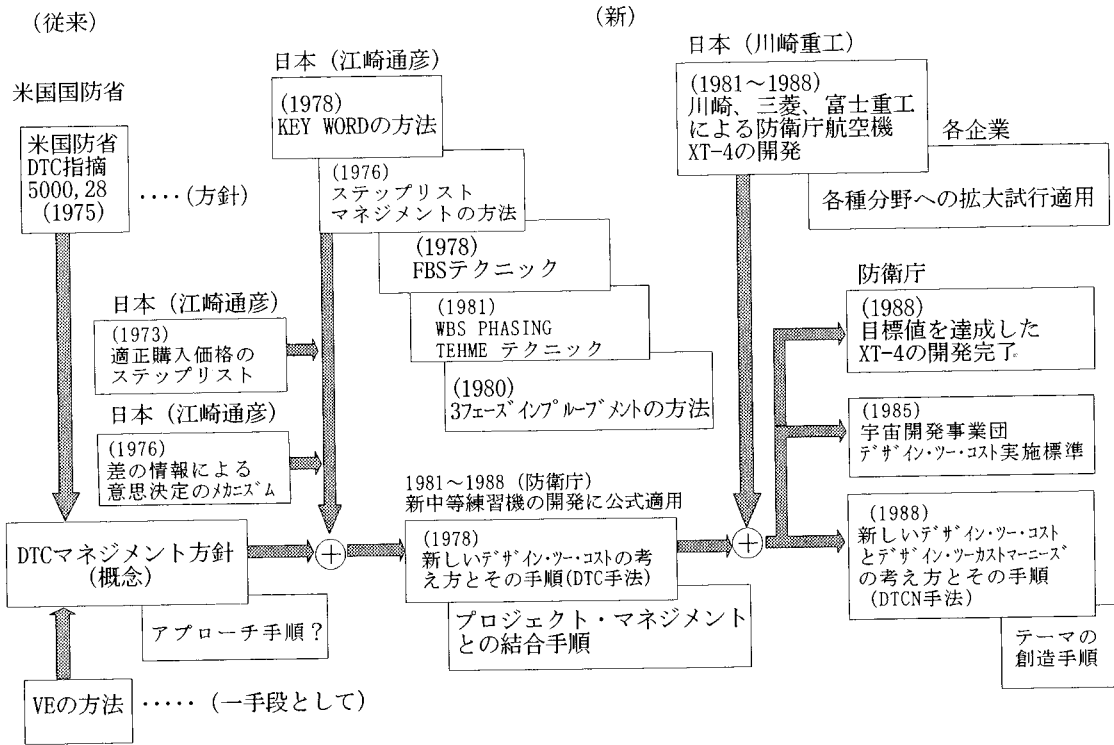 (従来)
(新)
米国国防省
米国防省
DTC指摘
5000,28
(1975)
‥‥(方針)
日本(江崎通彦)
(1978)
KEY WORDの方法
(1976)
ステップリスト
マネジメントの方法
(1978)
FBSテクニック
(1981)
WBS PHASING
TEHME テクニック
(1980)
3フェーズインプルーブメントの方法
日本(江崎通彦)
(1973)
適正購入価格の
ステップリスト
日本(江崎通彦)
(1976)
差の情報による
意思決定のメカニズム
DTCマネジメント方針
(概念)
アプローチ手順?
VEの方法
‥‥・(一手段として)
1981~1988 (防衛庁)
新中等練習機の開発に公式適用
(1978)
新しいデザイン・ツー・コストの考
え方とその手順(DTC手法)
プロジェクト・マネジメント
との結合手順
日本(川崎重工)
(1981~1988)
川崎、三菱、富士重工
による防衛庁航空機
XT-4の開発
各企業
各種分野への拡大試行適用
防衛庁
(1988)
目標値を達成した
XT-4の開発完了
(1985)
宇宙開発事業団
デザイン・ツー・コスト実施標準
(1988)
新しいデザイン・ツー・コスト
とデザイン・ツーカストマーニーズ
の考え方とその手順
(DTCN手法)
テーマの
創造手順